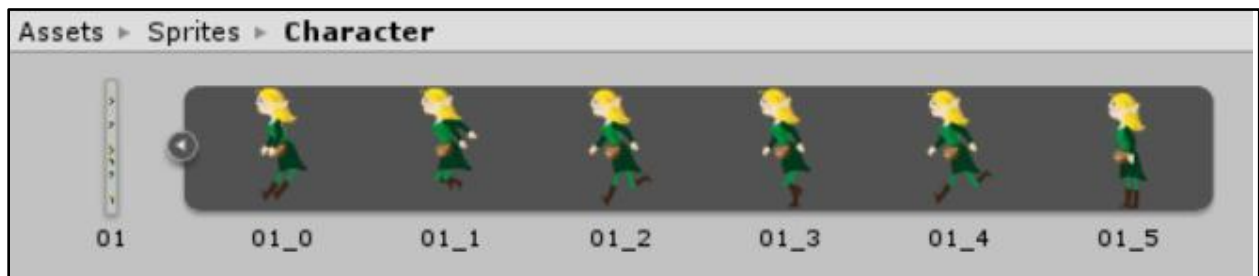 Assets ▸ Sprites ▸ Character
01 01_0 01_1 01_2 01_3 01_4 01_5